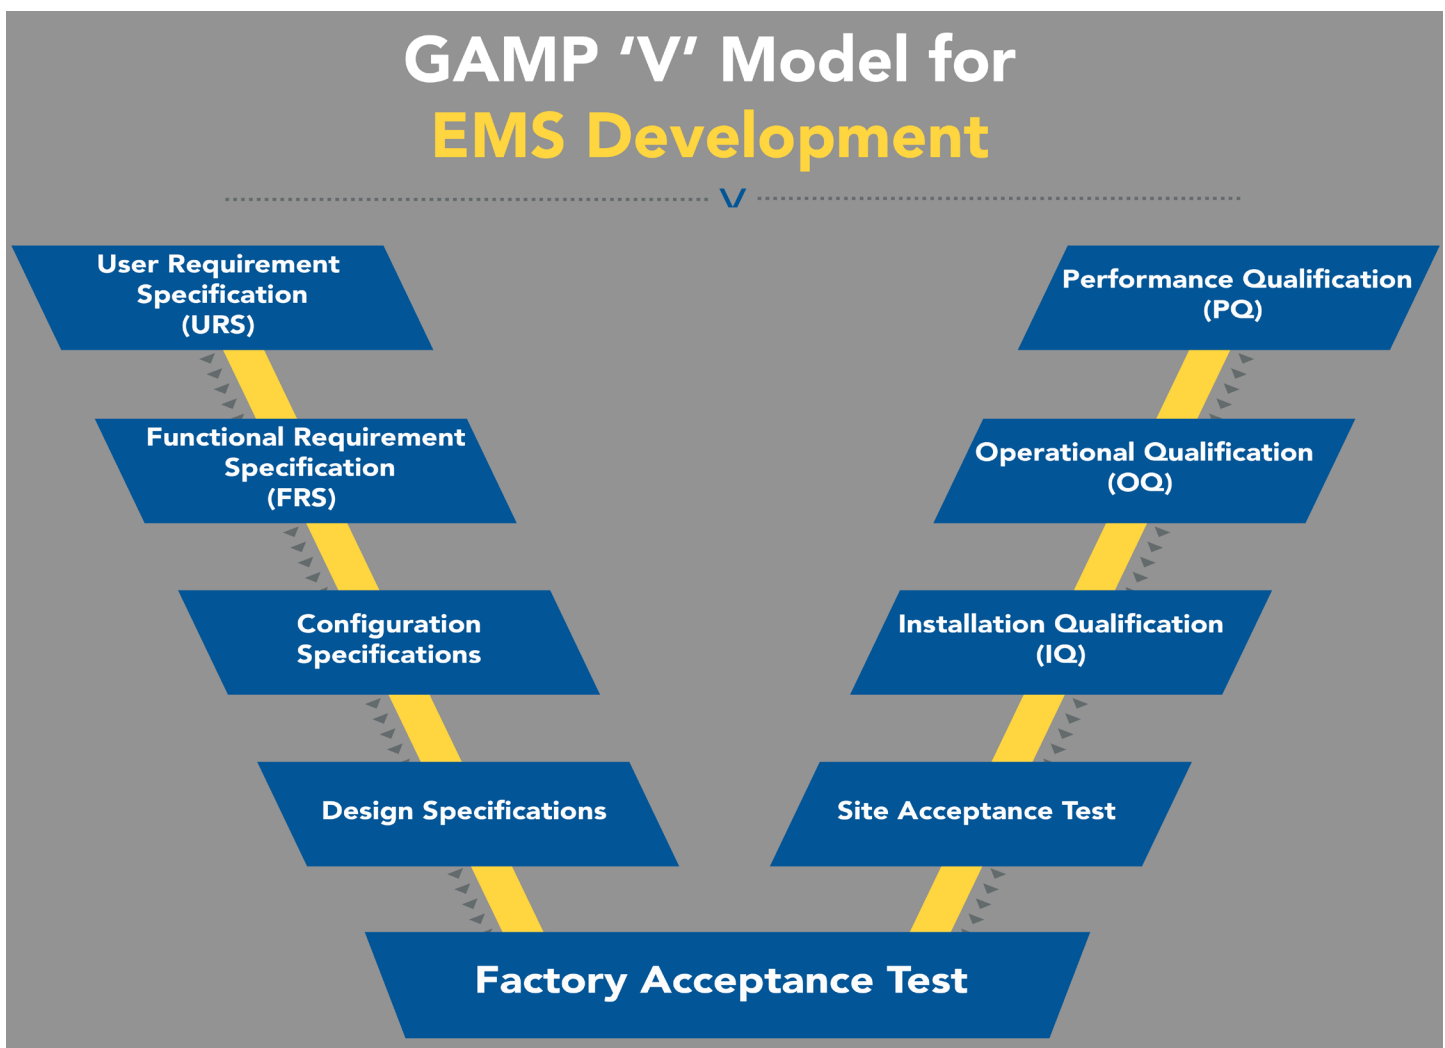 GAMP ‘V’ Model for
EMS Development
User Requirement
Specification
(URS)
Functional Requirement
Specification
(FRS)
Configuration
Specifications
Design Specifications
Factory Acceptance Test
Site Acceptance Test
Installation Qualification
(IQ)
Operational Qualification
(OQ)
Performance Qualification
(PQ)